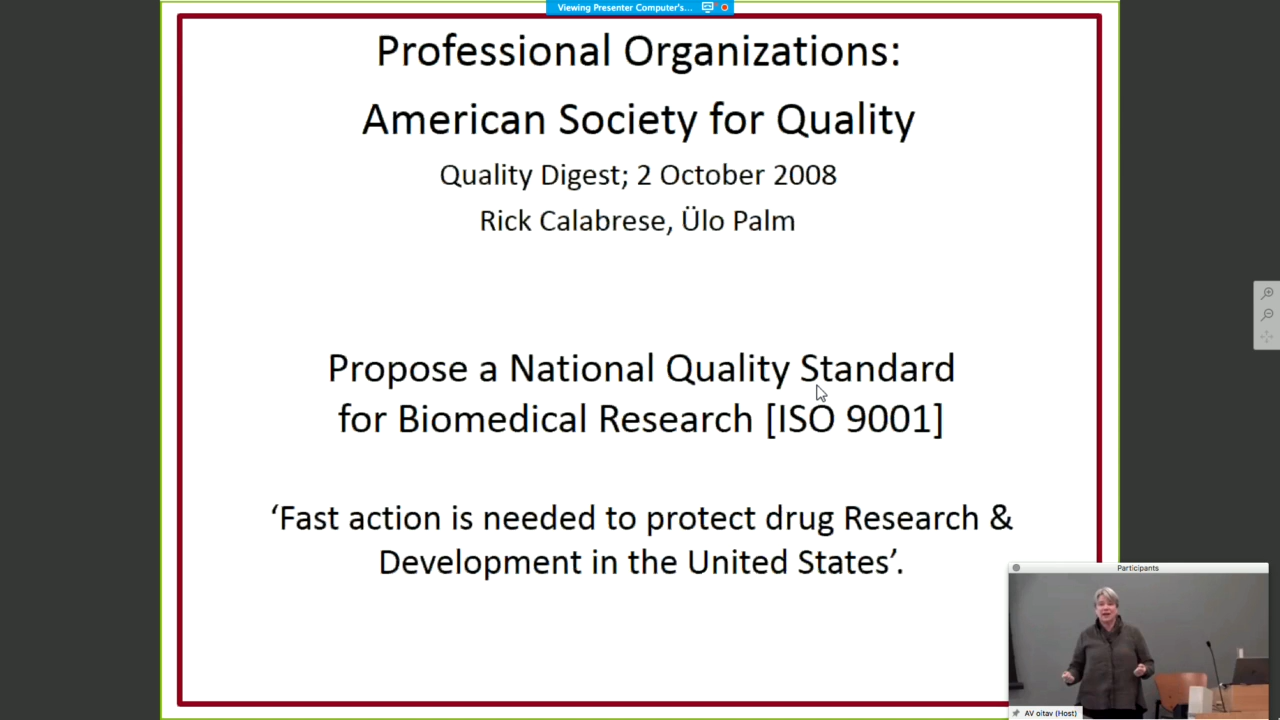 Viewing Presenter Computer's...
Professional Organizations:
American Society for Quality
Quality Digest; 2 October 2008
Rick Calabrese, Ülo Palm
Propose a National Quality Standard
for Biomedical Research [ISO 9001]
‘Fast action is needed to protect drug Research &
Development in the United States’.
Participants
AV oitav (Host)